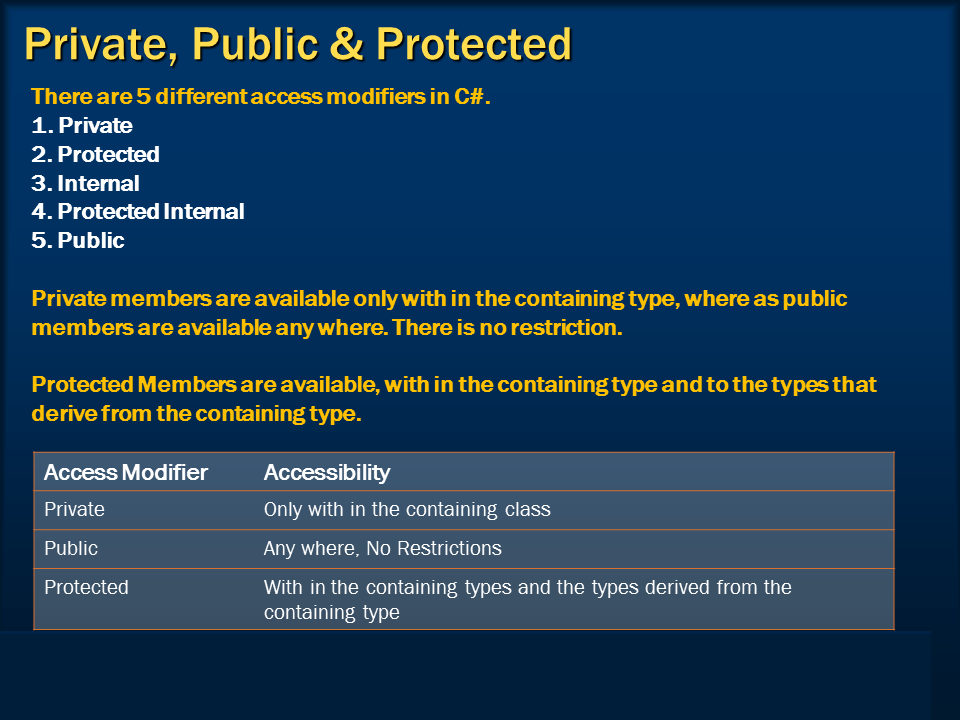 Private, Public & Protected
There are 5 different access modifiers in C#.
1. Private
2. Protected
3. Internal
4. Protected Internal
5. Public
Private members are available only with in the containing type, where as public
members are available any where. There is no restriction.
Protected Members are available, with in the containing type and to the types that
derive from the containing type.
Access Modifier Accessibility
Private Only with in the containing class
Public Any where, No Restrictions
Protected With in the containing types and the types derived from the
containing type